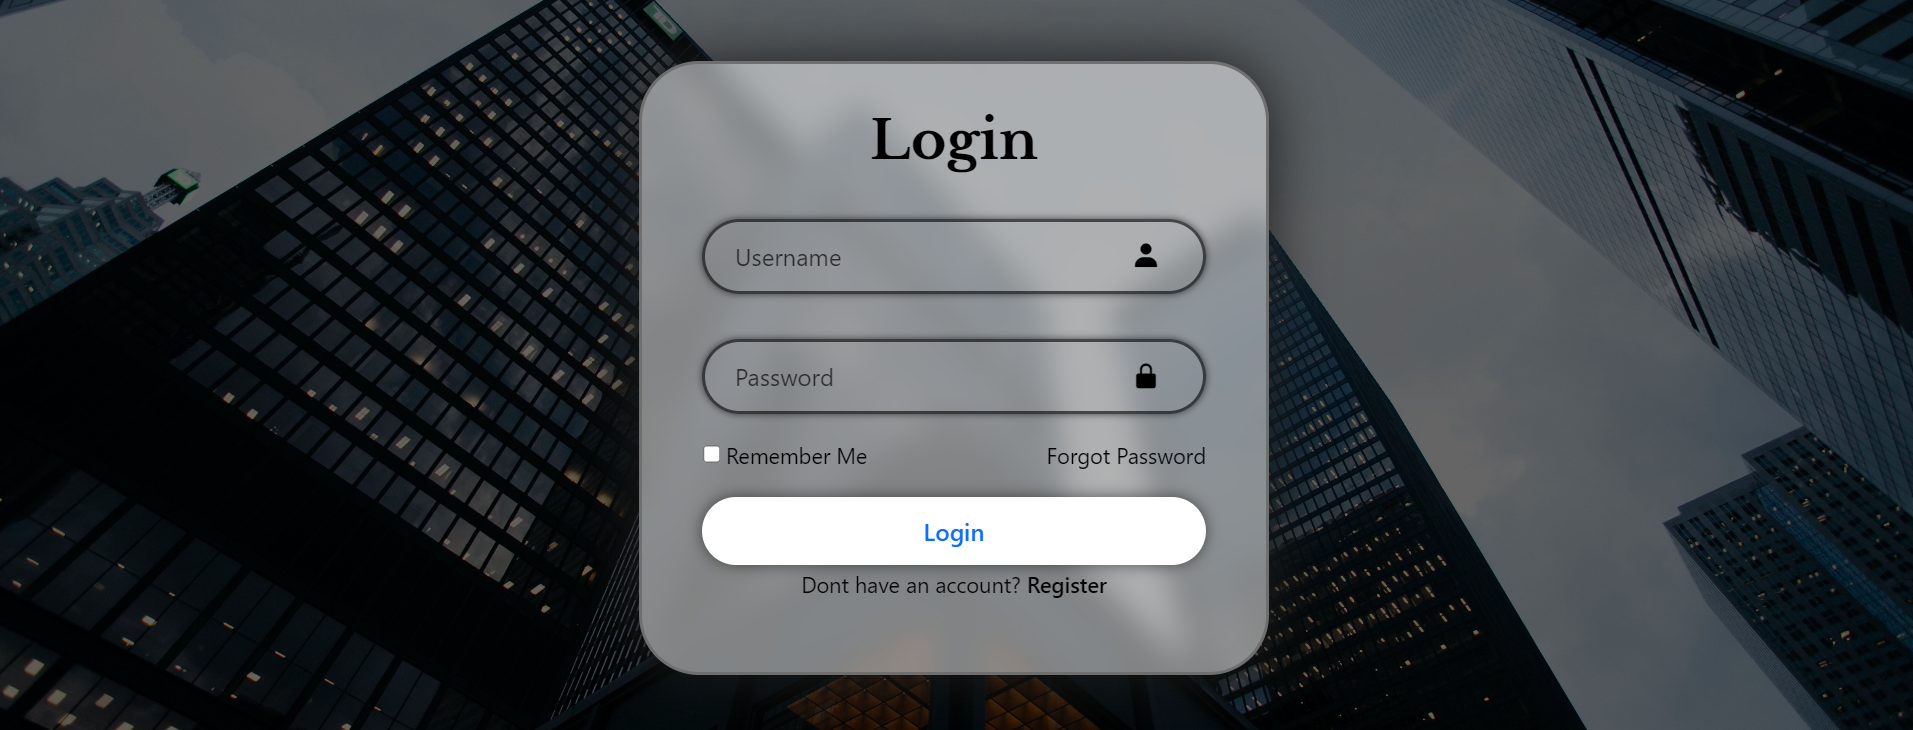 Login
Username
Password
Remember Me
Forgot Password
Login
Dont have an account? Register